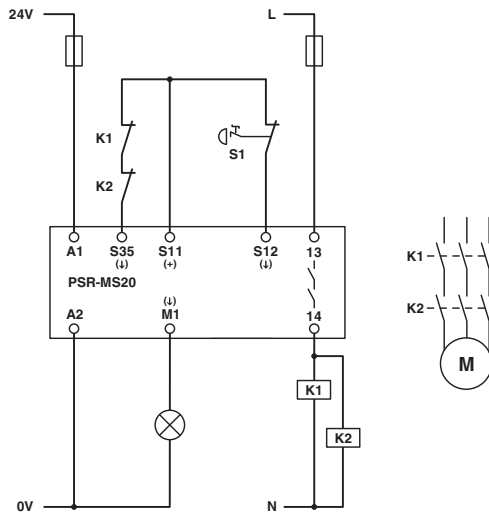 24V
L
K1
S1
K2
A1
S35
S11
S12
13
(↓)
(+)
(↓)
PSR-MS20
(↓)
A2
M1
14
K1
K2
0V
N
K1
K2
M